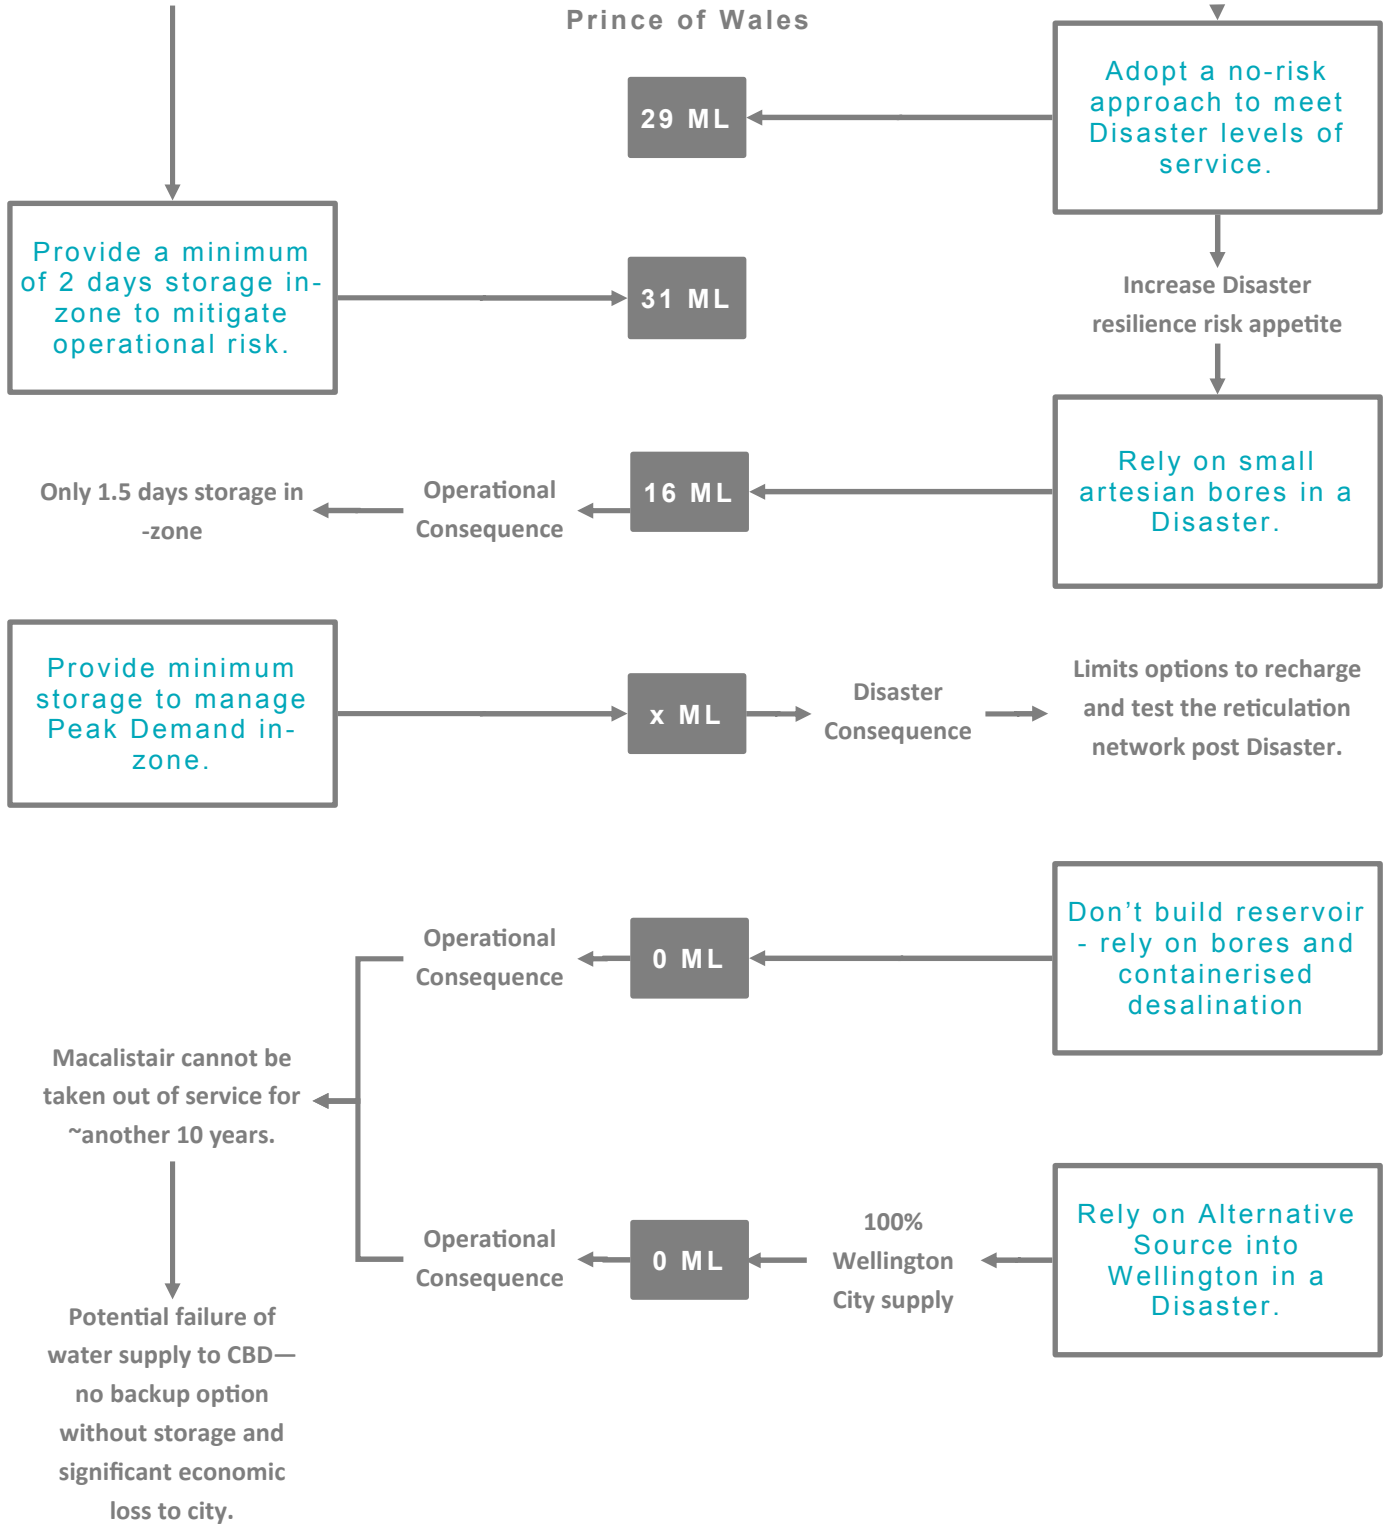 Prince of Wales
Adopt a no-risk
approach to meet
Disaster levels of
service.
29 ML
Provide a minimum
of 2 days storage in-
zone to mitigate
operational risk.
31 ML
Increase Disaster
resilience risk appetite
Only 1.5 days storage in
-zone
Operational
Consequence
16 ML
Rely on small
artesian bores in a
Disaster.
Provide minimum
storage to manage
Peak Demand in-
zone.
x ML
Disaster
Consequence
Limits options to recharge
and test the reticulation
network post Disaster.
Operational
Consequence
0 ML
Don’t build reservoir
- rely on bores and
containerised
desalination
Macalistair cannot be
taken out of service for
~another 10 years.
Operational
Consequence
0 ML
100%
Wellington
City supply
Rely on Alternative
Source into
Wellington in a
Disaster.
Potential failure of
water supply to CBD—
no backup option
without storage and
significant economic
loss to city.